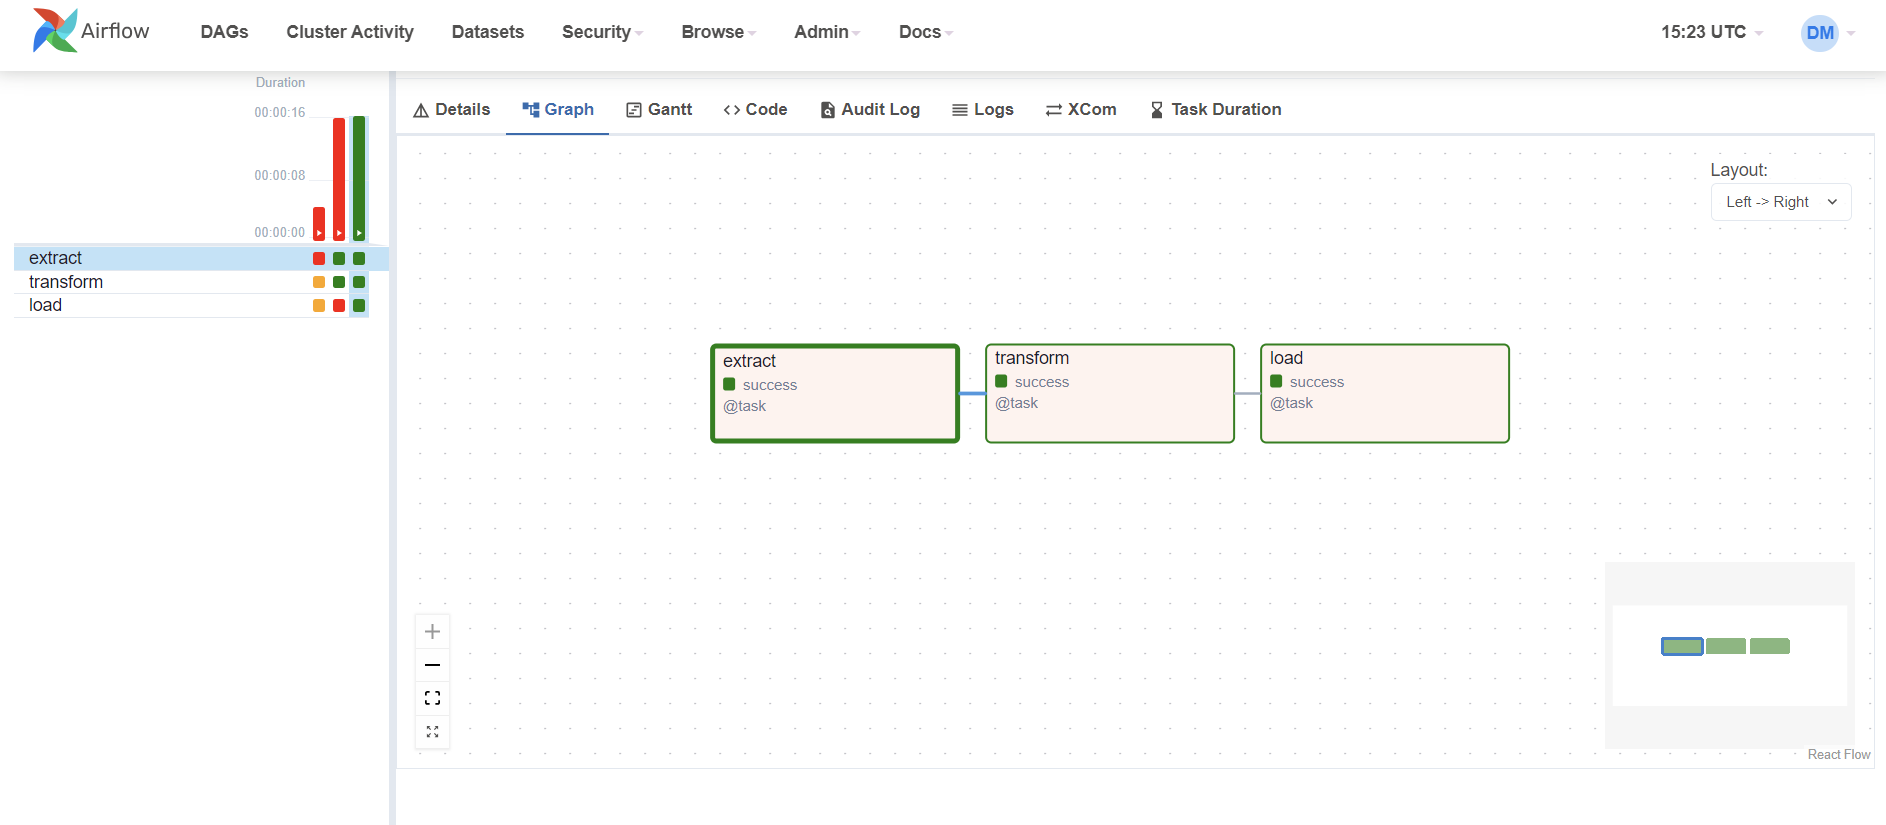 Airflow DAGs Cluster Activity Datasets Security Browse Admin Docs 15:23 UTC DM
Duration
00:00:16
00:00:08
00:00:00
extract
transform
load
Details Graph Gantt Code Audit Log Logs XCom Task Duration
Layout:
Left -> Right
extract
success
@task
transform
success
@task
load
success
@task
React Flow